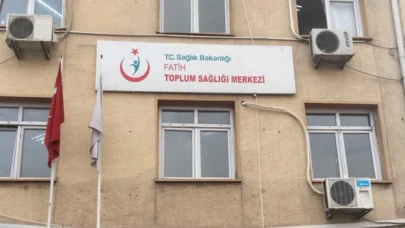 T.C. Sağlık Bakanlığı
FATİH
TOPLUM SAĞLIĞI MERKEZİ